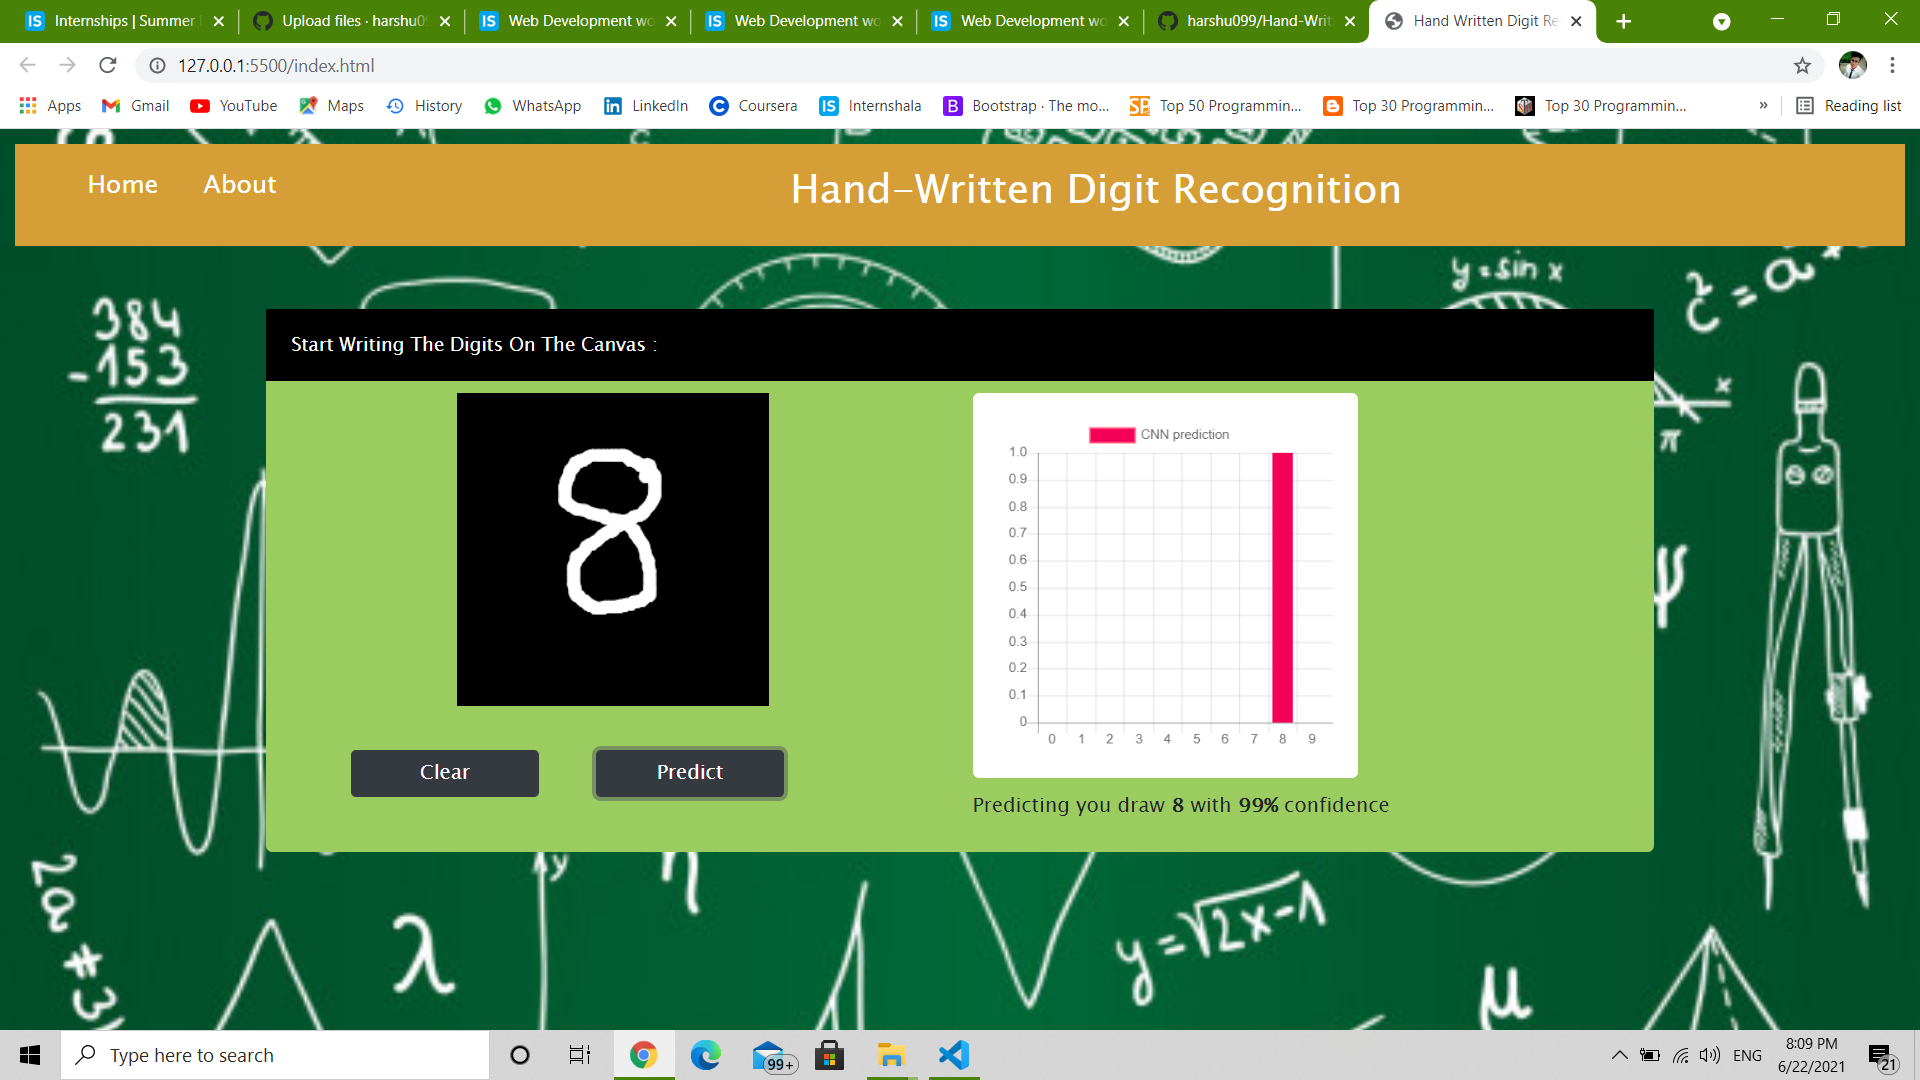 Internships | Summer
Upload files · harshu09
Web Development wo
Web Development wo
Web Development wo
harshu099/Hand-Writ
Hand Written Digit Re
127.0.0.1:5500/index.html
Apps
Gmail
YouTube
Maps
History
WhatsApp
LinkedIn
Coursera
Internshala
Bootstrap · The mo...
Top 50 Programmin...
Top 30 Programmin...
Top 30 Programmin...
»
Reading list
Home
About
Hand-Written Digit Recognition
y = sin x
384
-153
231
Start Writing The Digits On The Canvas :
8
CNN prediction
1.0
0.9
0.8
0.7
0.6
0.5
0.4
0.3
0.2
0.1
0
0 1 2 3 4 5 6 7 8 9
Clear
Predict
Predicting you draw 8 with 99% confidence
x
π
ψ
y
η
λ
y=√2x-1
μ
Type here to search
99+
ENG
8:09 PM
6/22/2021
21